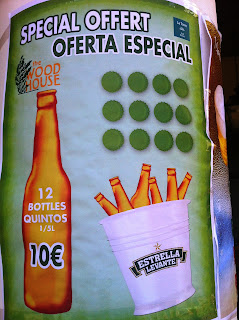 SPECIAL OFFERT
OFERTA ESPECIAL
the
WOOD
HOUSE
12
BOTTLES
QUINTOS
1/5L
10€
ESTRELLA
LEVANTE